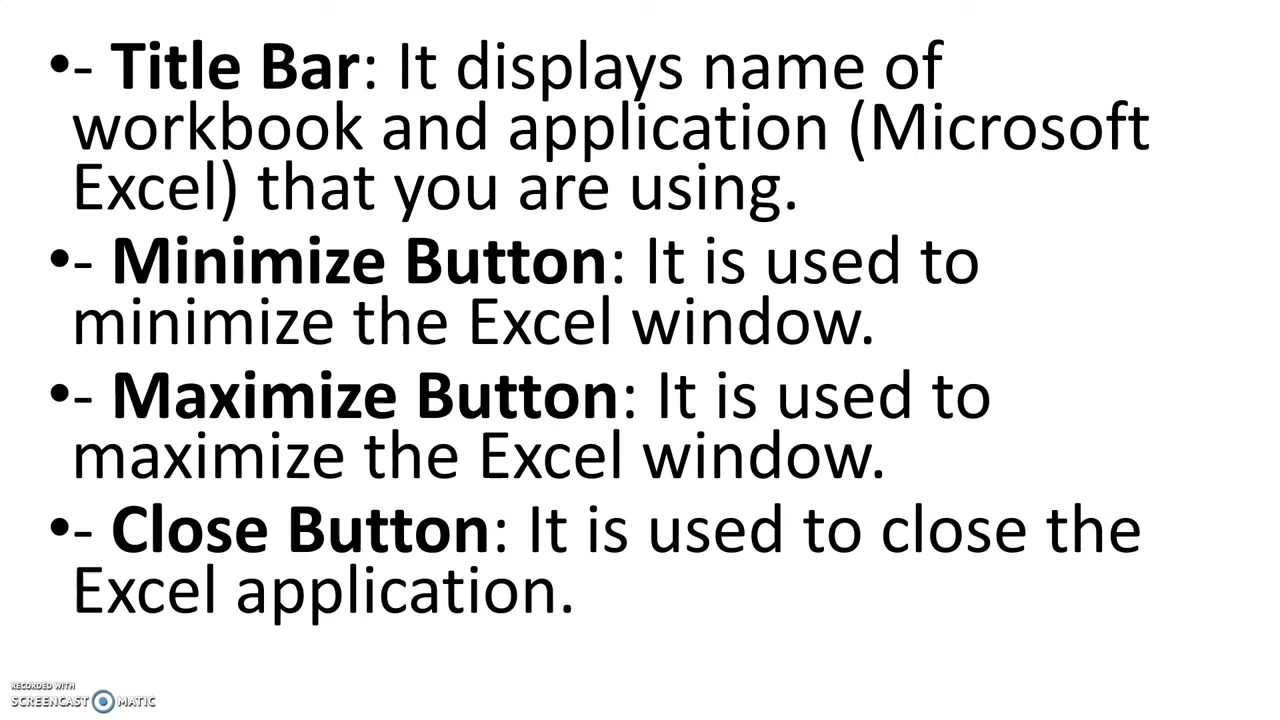 •- Title Bar: It displays name of
workbook and application (Microsoft
Excel) that you are using.
•- Minimize Button: It is used to
minimize the Excel window.
•- Maximize Button: It is used to
maximize the Excel window.
•- Close Button: It is used to close the
Excel application.
RECORDED WITH
SCREENCAST MATIC